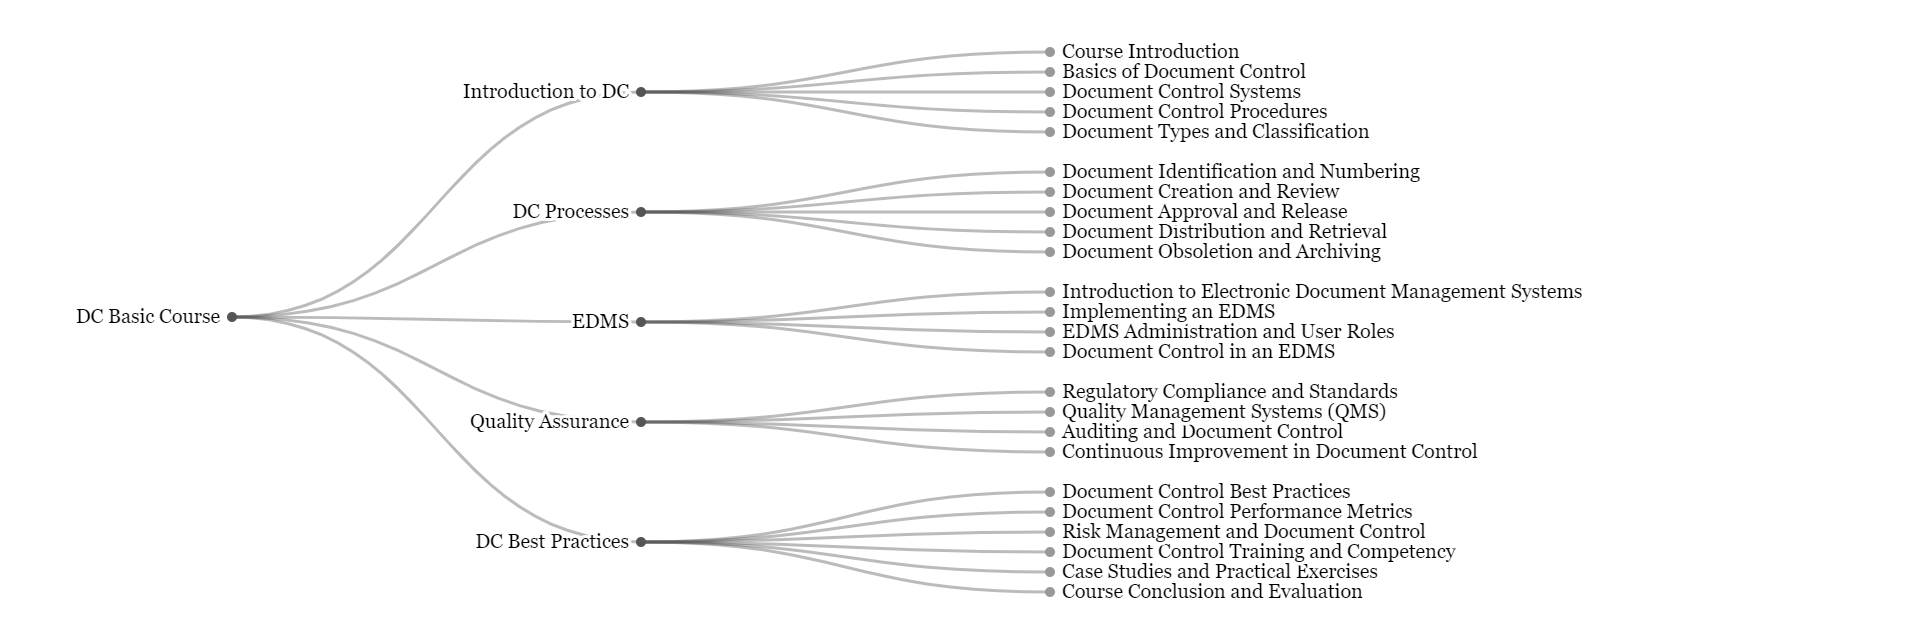 DC Basic Course
Introduction to DC
Course Introduction
Basics of Document Control
Document Control Systems
Document Control Procedures
Document Types and Classification
DC Processes
Document Identification and Numbering
Document Creation and Review
Document Approval and Release
Document Distribution and Retrieval
Document Obsoletion and Archiving
EDMS
Introduction to Electronic Document Management Systems
Implementing an EDMS
EDMS Administration and User Roles
Document Control in an EDMS
Quality Assurance
Regulatory Compliance and Standards
Quality Management Systems (QMS)
Auditing and Document Control
Continuous Improvement in Document Control
DC Best Practices
Document Control Best Practices
Document Control Performance Metrics
Risk Management and Document Control
Document Control Training and Competency
Case Studies and Practical Exercises
Course Conclusion and Evaluation